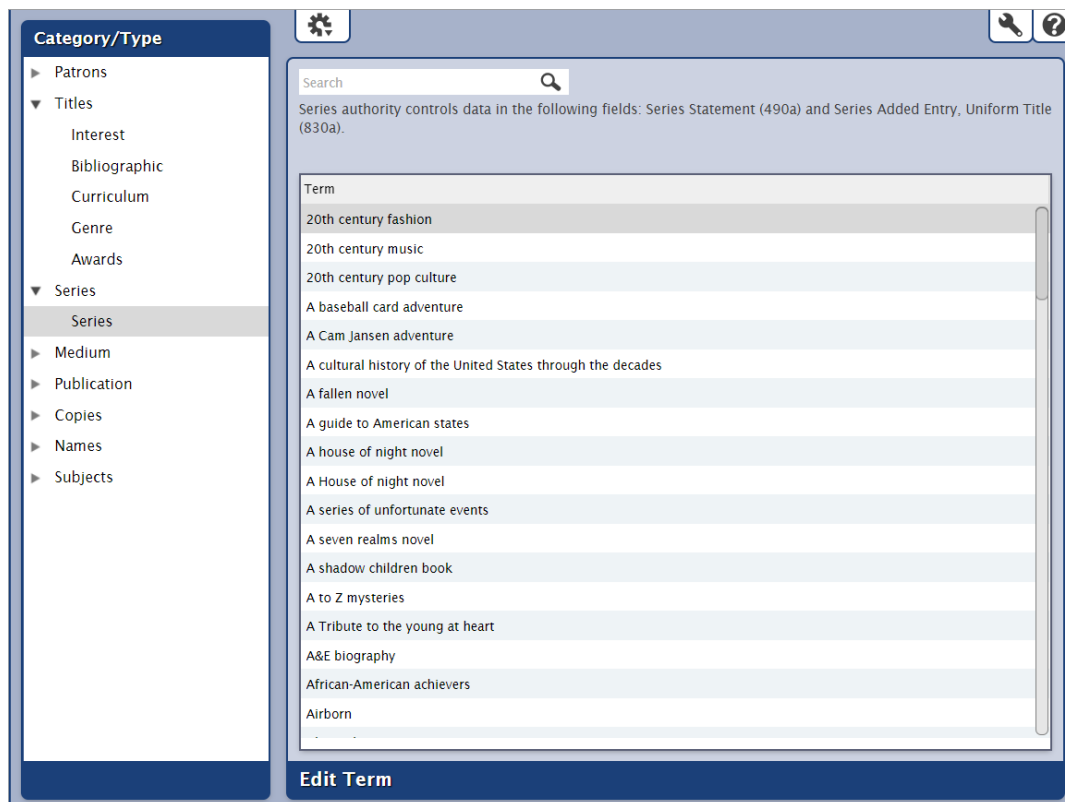 Category/Type
Patrons
Titles
Interest
Bibliographic
Curriculum
Genre
Awards
Series
Series
Medium
Publication
Copies
Names
Subjects
Search
Series authority controls data in the following fields: Series Statement (490a) and Series Added Entry, Uniform Title
(830a).
Term
20th century fashion
20th century music
20th century pop culture
A baseball card adventure
A Cam Jansen adventure
A cultural history of the United States through the decades
A fallen novel
A guide to American states
A house of night novel
A House of night novel
A series of unfortunate events
A seven realms novel
A shadow children book
A to Z mysteries
A Tribute to the young at heart
A&E biography
African-American achievers
Airborn
Edit Term